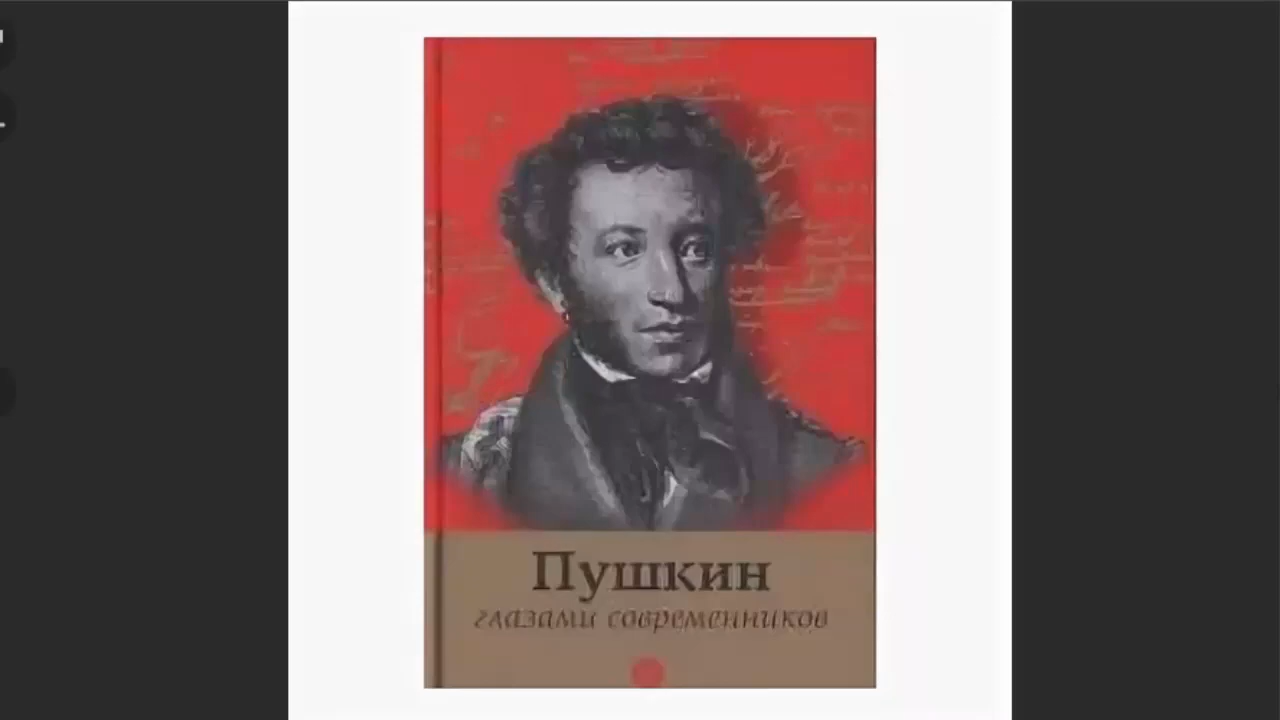 Пушкин
глазами современников